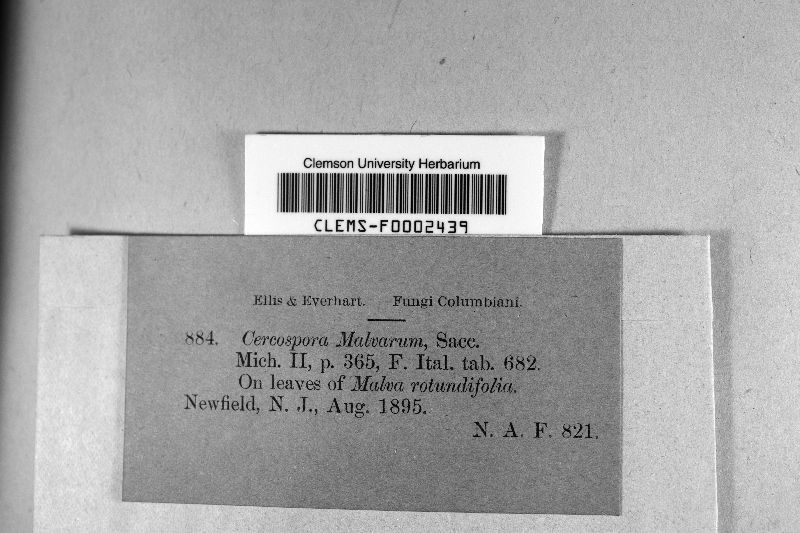 Clemson University Herbarium
CLEMS-F0002439
Ellis & Everhart. Fungi Columbiani.
884. Cercospora Malvarum, Sacc.
Mich. II, p. 365, F. Ital. tab. 682.
On leaves of Malva rotundifolia.
Newfield, N. J., Aug. 1895.
N. A. F. 821.